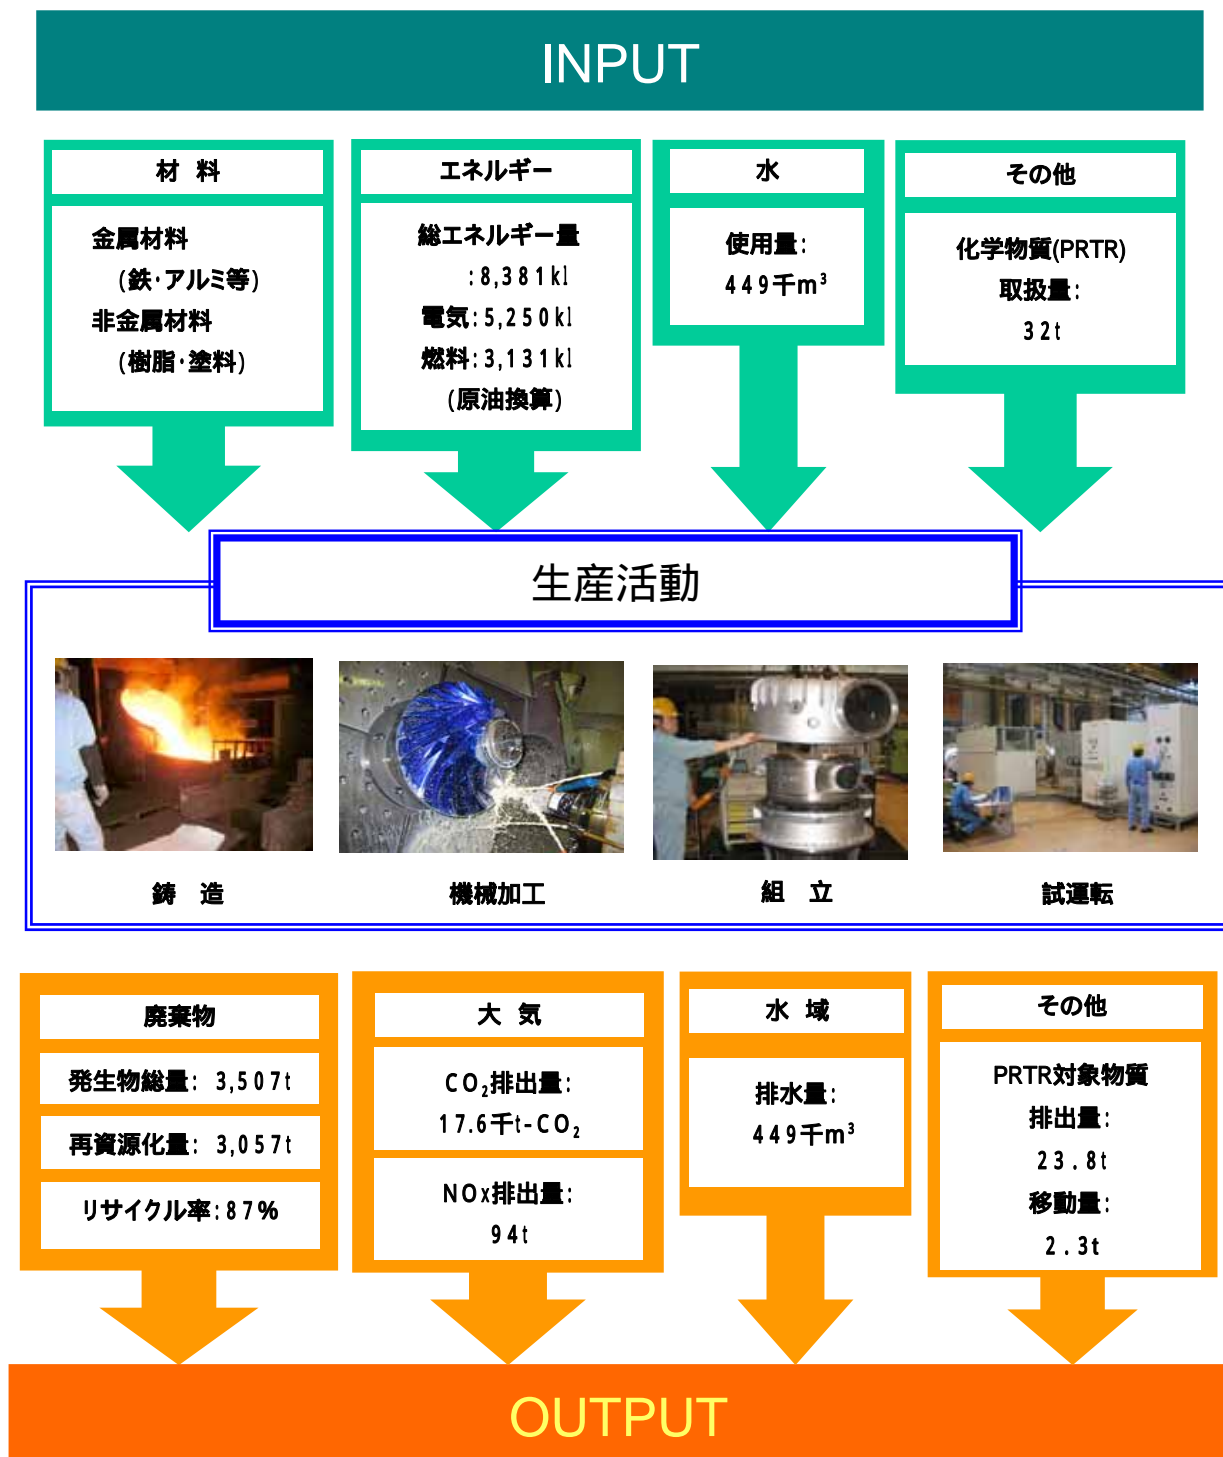 INPUT
材 料
金属材料
(鉄・アルミ等)
非金属材料
(樹脂・塗料)
エネルギー
総エネルギー量
:8,381kl
電気:5,250kl
燃料:3,131kl
(原油換算)
水
使用量:
449千m³
その他
化学物質(PRTR)
取扱量:
32t
生産活動
鋳 造
機械加工
組 立
試運転
廃棄物
発生物総量: 3,507t
再資源化量: 3,057t
リサイクル率:87%
大 気
CO₂排出量:
17.6千t-CO₂
NOx排出量:
94t
水 域
排水量:
449千m³
その他
PRTR対象物質
排出量:
23.8t
移動量:
2.3t
OUTPUT